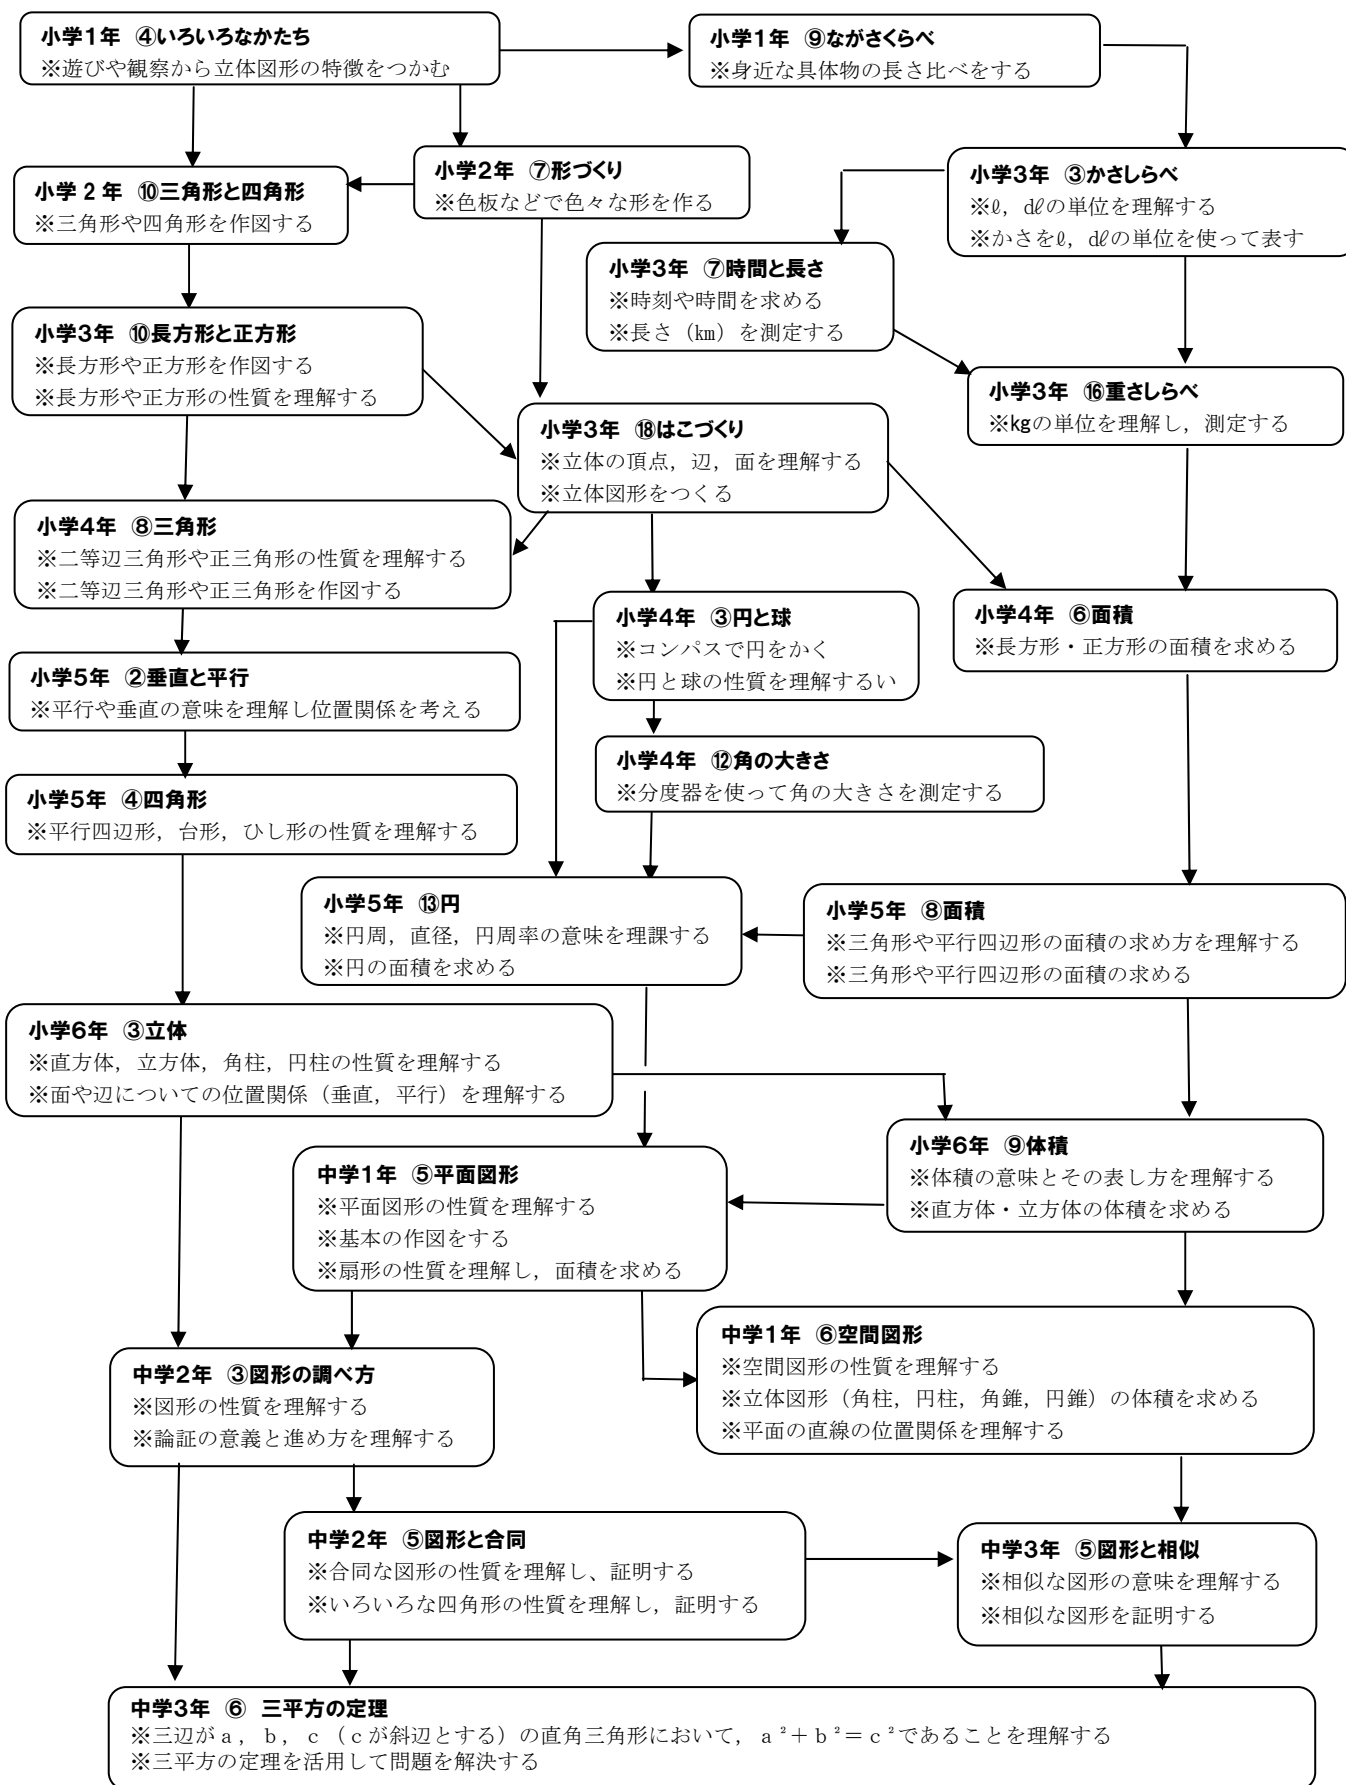 小学1年 ④いろいろなかたち
※遊びや観察から立体図形の特徴をつかむ
小学1年 ⑨ながさくらべ
※身近な具体物の長さ比べをする
小学2年 ⑦形づくり
※色板などで色々な形を作る
小学３年 ③かさしらべ
※ℓ，dℓの単位を理解する
※かさをℓ，dℓの単位を使って表す
小学 2 年 ⑩三角形と四角形
※三角形や四角形を作図する
小学３年 ⑦時間と長さ
※時刻や時間を求める
※長さ（㎞）を測定する
小学３年 ⑩長方形と正方形
※長方形や正方形を作図する
※長方形や正方形の性質を理解する
小学３年 ⑯重さしらべ
※kgの単位を理解し，測定する
小学３年 ⑱はこづくり
※立体の頂点，辺，面を理解する
※立体図形をつくる
小学４年 ⑧三角形
※二等辺三角形や正三角形の性質を理解する
※二等辺三角形や正三角形を作図する
小学４年 ③円と球
※コンパスで円をかく
※円と球の性質を理解するい
小学４年 ⑥面積
※長方形・正方形の面積を求める
小学５年 ②垂直と平行
※平行や垂直の意味を理解し位置関係を考える
小学４年 ⑫角の大きさ
※分度器を使って角の大きさを測定する
小学５年 ④四角形
※平行四辺形，台形，ひし形の性質を理解する
小学５年 ⑬円
※円周，直径，円周率の意味を理課する
※円の面積を求める
小学５年 ⑧面積
※三角形や平行四辺形の面積の求め方を理解する
※三角形や平行四辺形の面積の求める
小学６年 ③立体
※直方体，立方体，角柱，円柱の性質を理解する
※面や辺についての位置関係（垂直，平行）を理解する
小学６年 ⑨体積
※体積の意味とその表し方を理解する
※直方体・立方体の体積を求める
中学１年 ⑤平面図形
※平面図形の性質を理解する
※基本の作図をする
※扇形の性質を理解し，面積を求める
中学１年 ⑥空間図形
※空間図形の性質を理解する
※立体図形（角柱，円柱，角錐，円錐）の体積を求める
※平面の直線の位置関係を理解する
中学２年 ③図形の調べ方
※図形の性質を理解する
※論証の意義と進め方を理解する
中学２年 ⑤図形と合同
※合同な図形の性質を理解し、証明する
※いろいろな四角形の性質を理解し，証明する
中学３年 ⑤図形と相似
※相似な図形の意味を理解する
※相似な図形を証明する
中学３年 ⑥ 三平方の定理
※三辺がａ，ｂ，ｃ（ｃが斜辺とする）の直角三角形において，ａ²＋ｂ²＝ｃ²であることを理解する
※三平方の定理を活用して問題を解決する